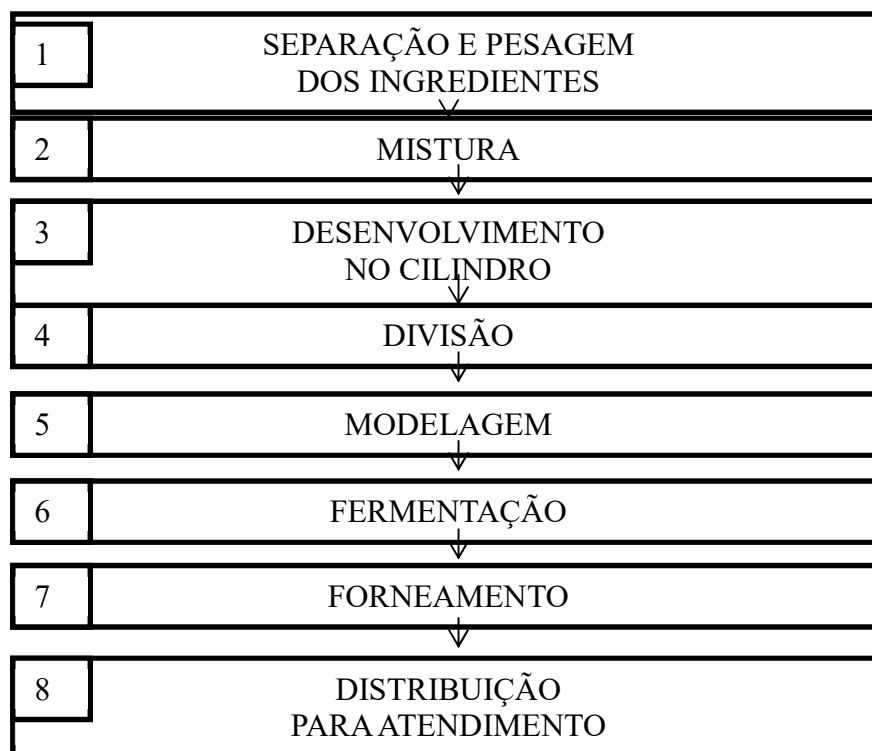 1
SEPARAÇÃO E PESAGEM
DOS INGREDIENTES
2
MISTURA
3
DESENVOLVIMENTO
NO CILINDRO
4
DIVISÃO
5
MODELAGEM
6
FERMENTAÇÃO
7
FORNEAMENTO
8
DISTRIBUIÇÃO
PARA ATENDIMENTO